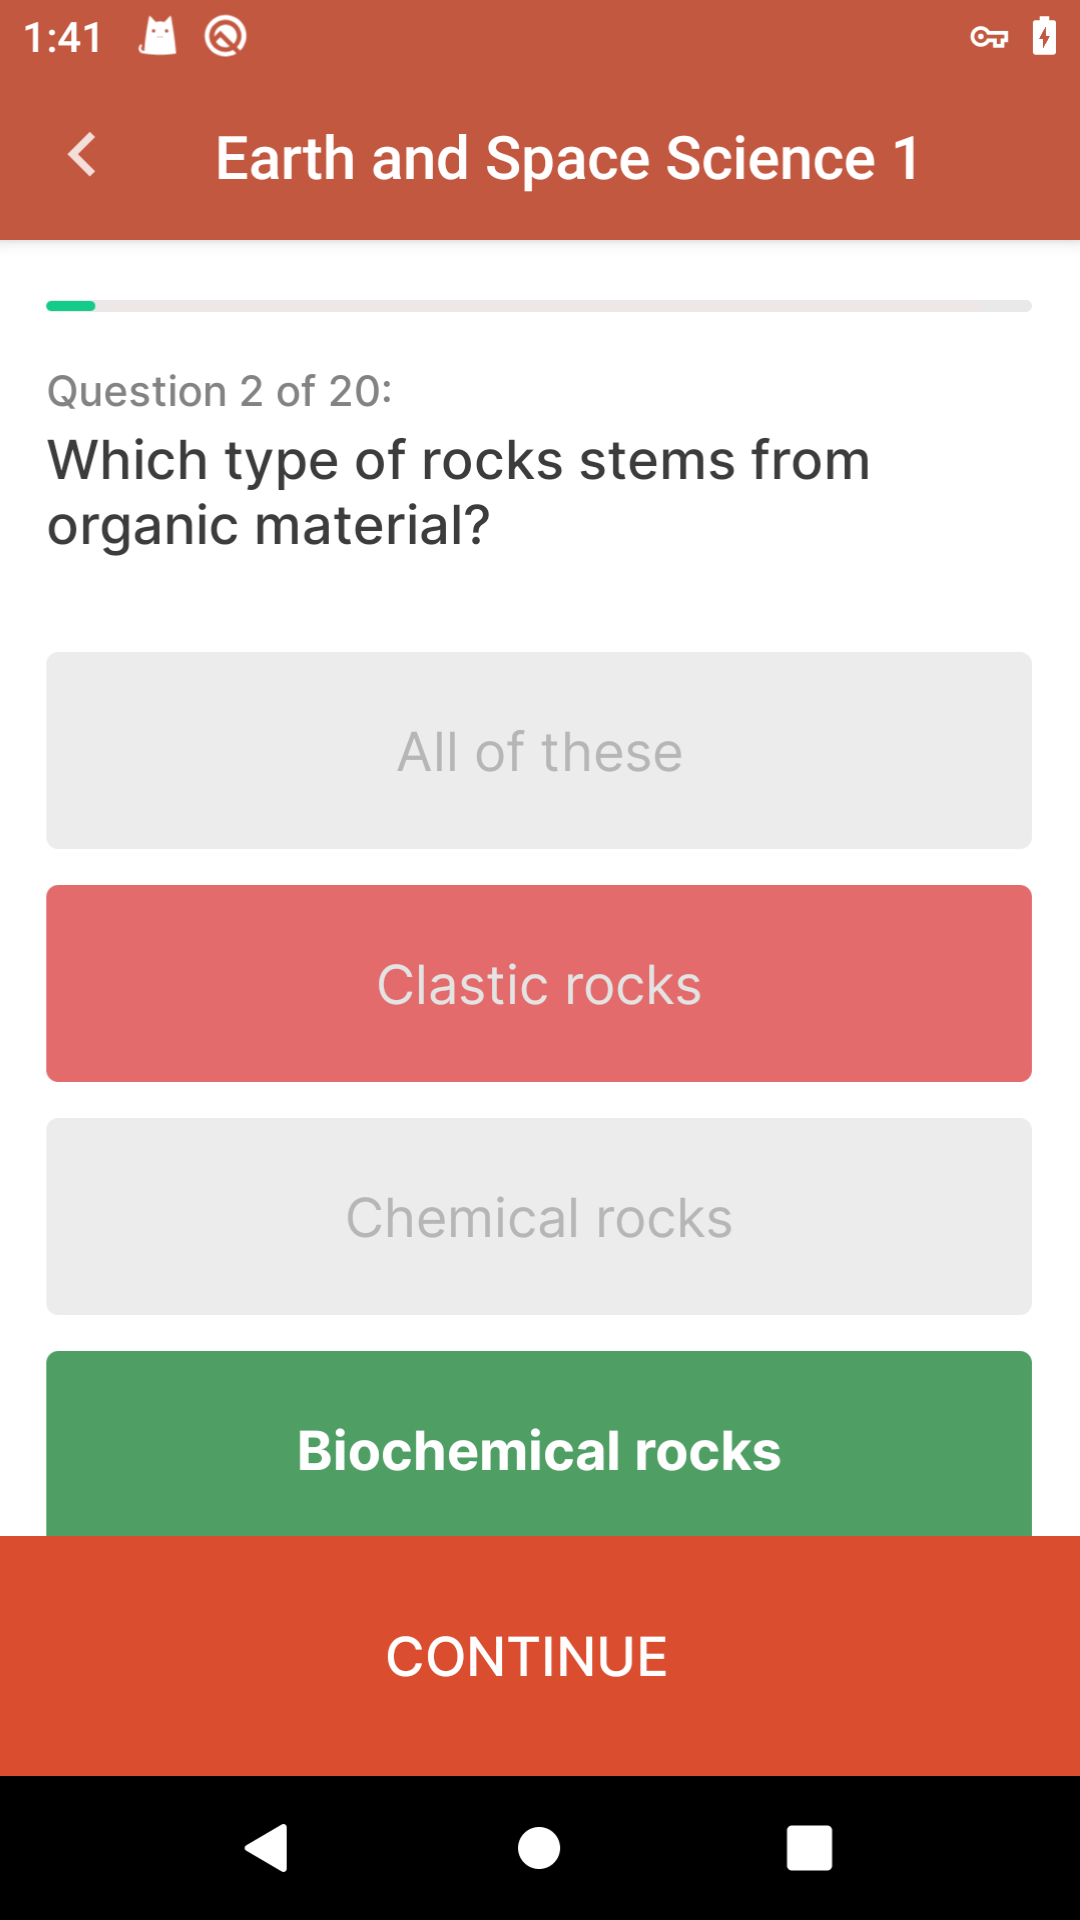 1:41
Earth and Space Science 1
Question 2 of 20:
Which type of rocks stems from
organic material?
All of these
Clastic rocks
Chemical rocks
Biochemical rocks
CONTINUE